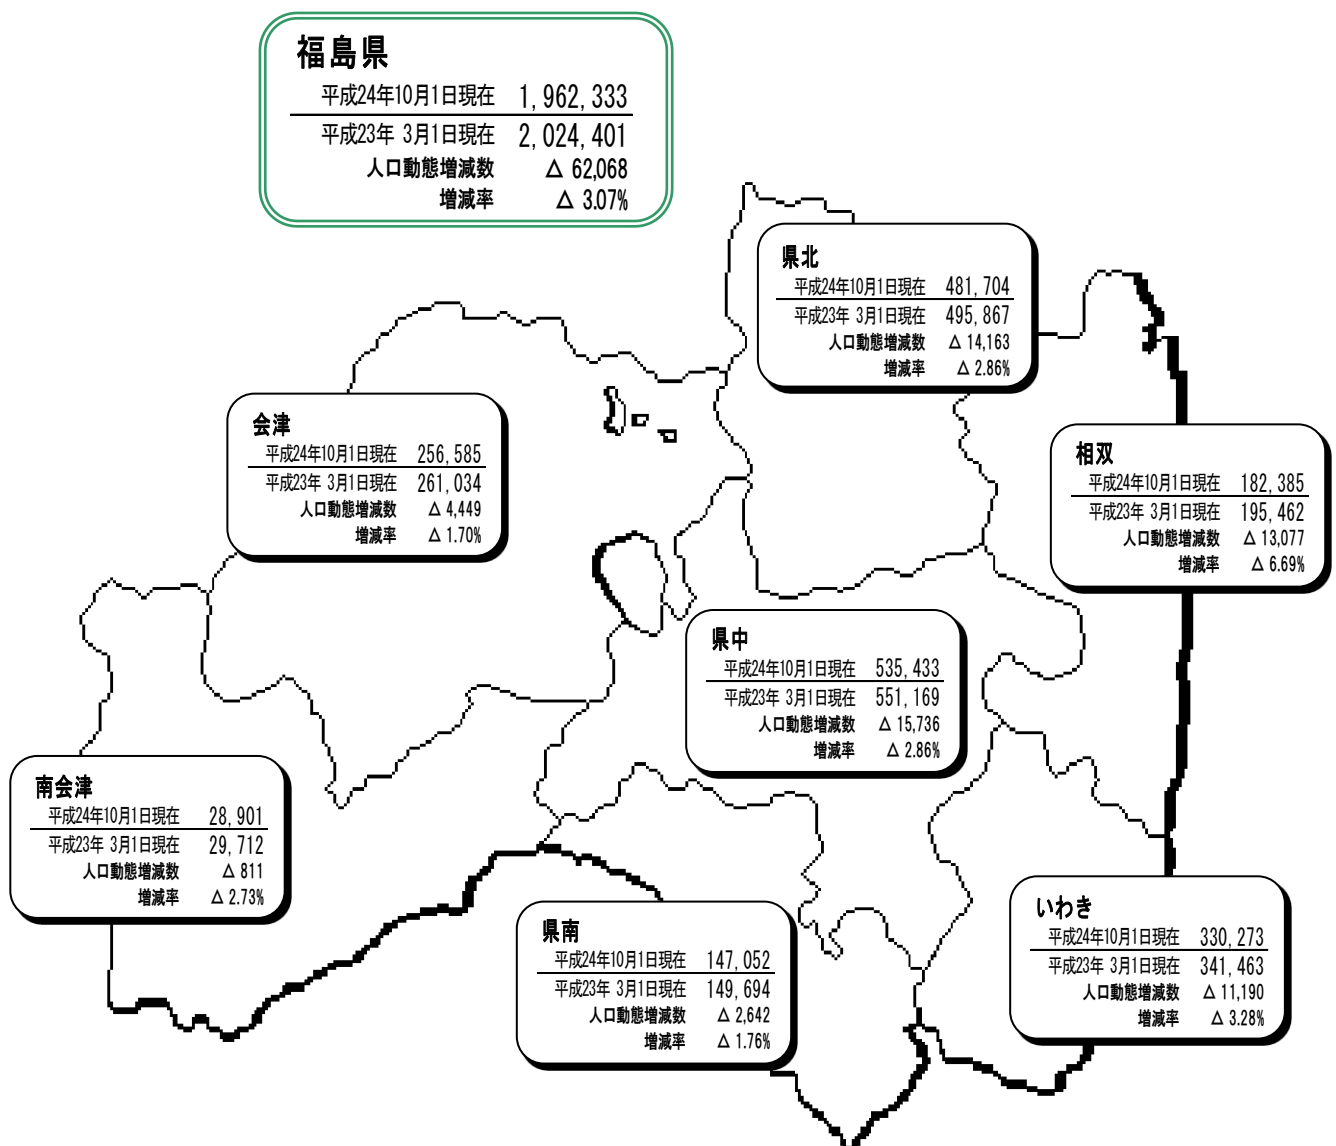 福島県
平成24年10月1日現在 1,962,333
平成23年 3月1日現在 2,024,401
人口動態増減数 △ 62,068
増減率 △ 3.07%
県北
平成24年10月1日現在 481,704
平成23年 3月1日現在 495,867
人口動態増減数 △ 14,163
増減率 △ 2.86%
会津
平成24年10月1日現在 256,585
平成23年 3月1日現在 261,034
人口動態増減数 △ 4,449
増減率 △ 1.70%
相双
平成24年10月1日現在 182,385
平成23年 3月1日現在 195,462
人口動態増減数 △ 13,077
増減率 △ 6.69%
県中
平成24年10月1日現在 535,433
平成23年 3月1日現在 551,169
人口動態増減数 △ 15,736
増減率 △ 2.86%
南会津
平成24年10月1日現在 28,901
平成23年 3月1日現在 29,712
人口動態増減数 △ 811
増減率 △ 2.73%
県南
平成24年10月1日現在 147,052
平成23年 3月1日現在 149,694
人口動態増減数 △ 2,642
増減率 △ 1.76%
いわき
平成24年10月1日現在 330,273
平成23年 3月1日現在 341,463
人口動態増減数 △ 11,190
増減率 △ 3.28%